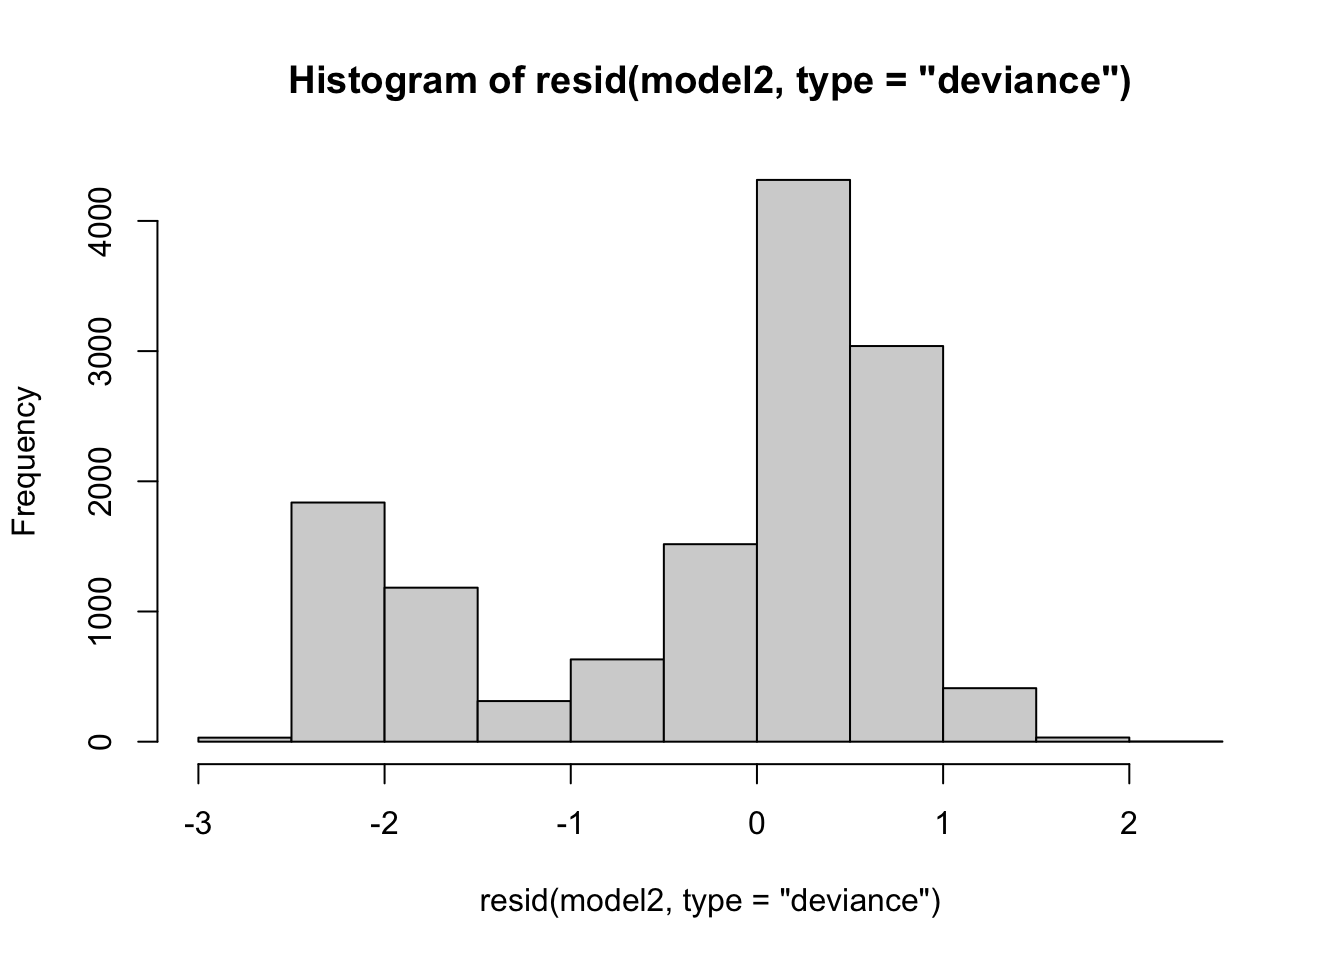 Histogram of resid(model2, type = "deviance")
Frequency
4000
3000
2000
1000
0
-3 -2 -1 0 1 2
resid(model2, type = "deviance")